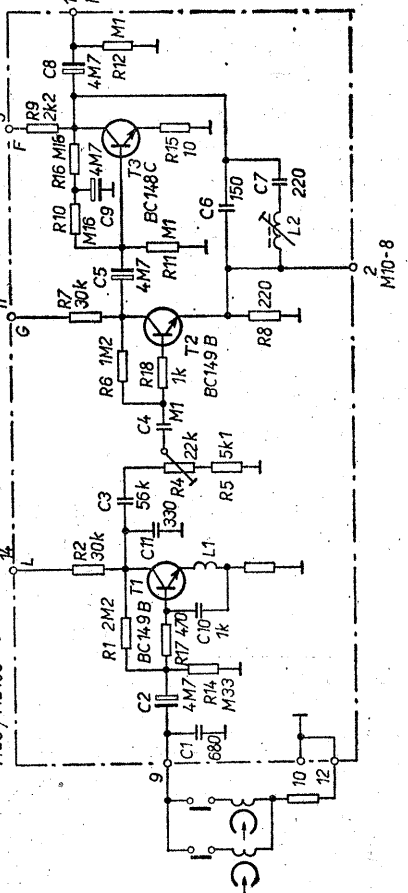 14
L
11
G
F
R2
30k
R7
30k
R9
2k2
C8
4M7
M1
R12
R1 2M2
T1
BC149B
C3
56k
C11
330
R6 1M2
R18
1k
C4
M1
T2
BC149 B
C5
4M7
R10
M16
R16 M16
C9
4M7
T3
BC148C
R15
10
R11
M1
C6
150
C7
220
L2
R8
220
R4
22k
R5
5k1
C2
4M7
R17 470
R14
M33
C10
1k
L1
C1
680
9
10
12
2
M10-8